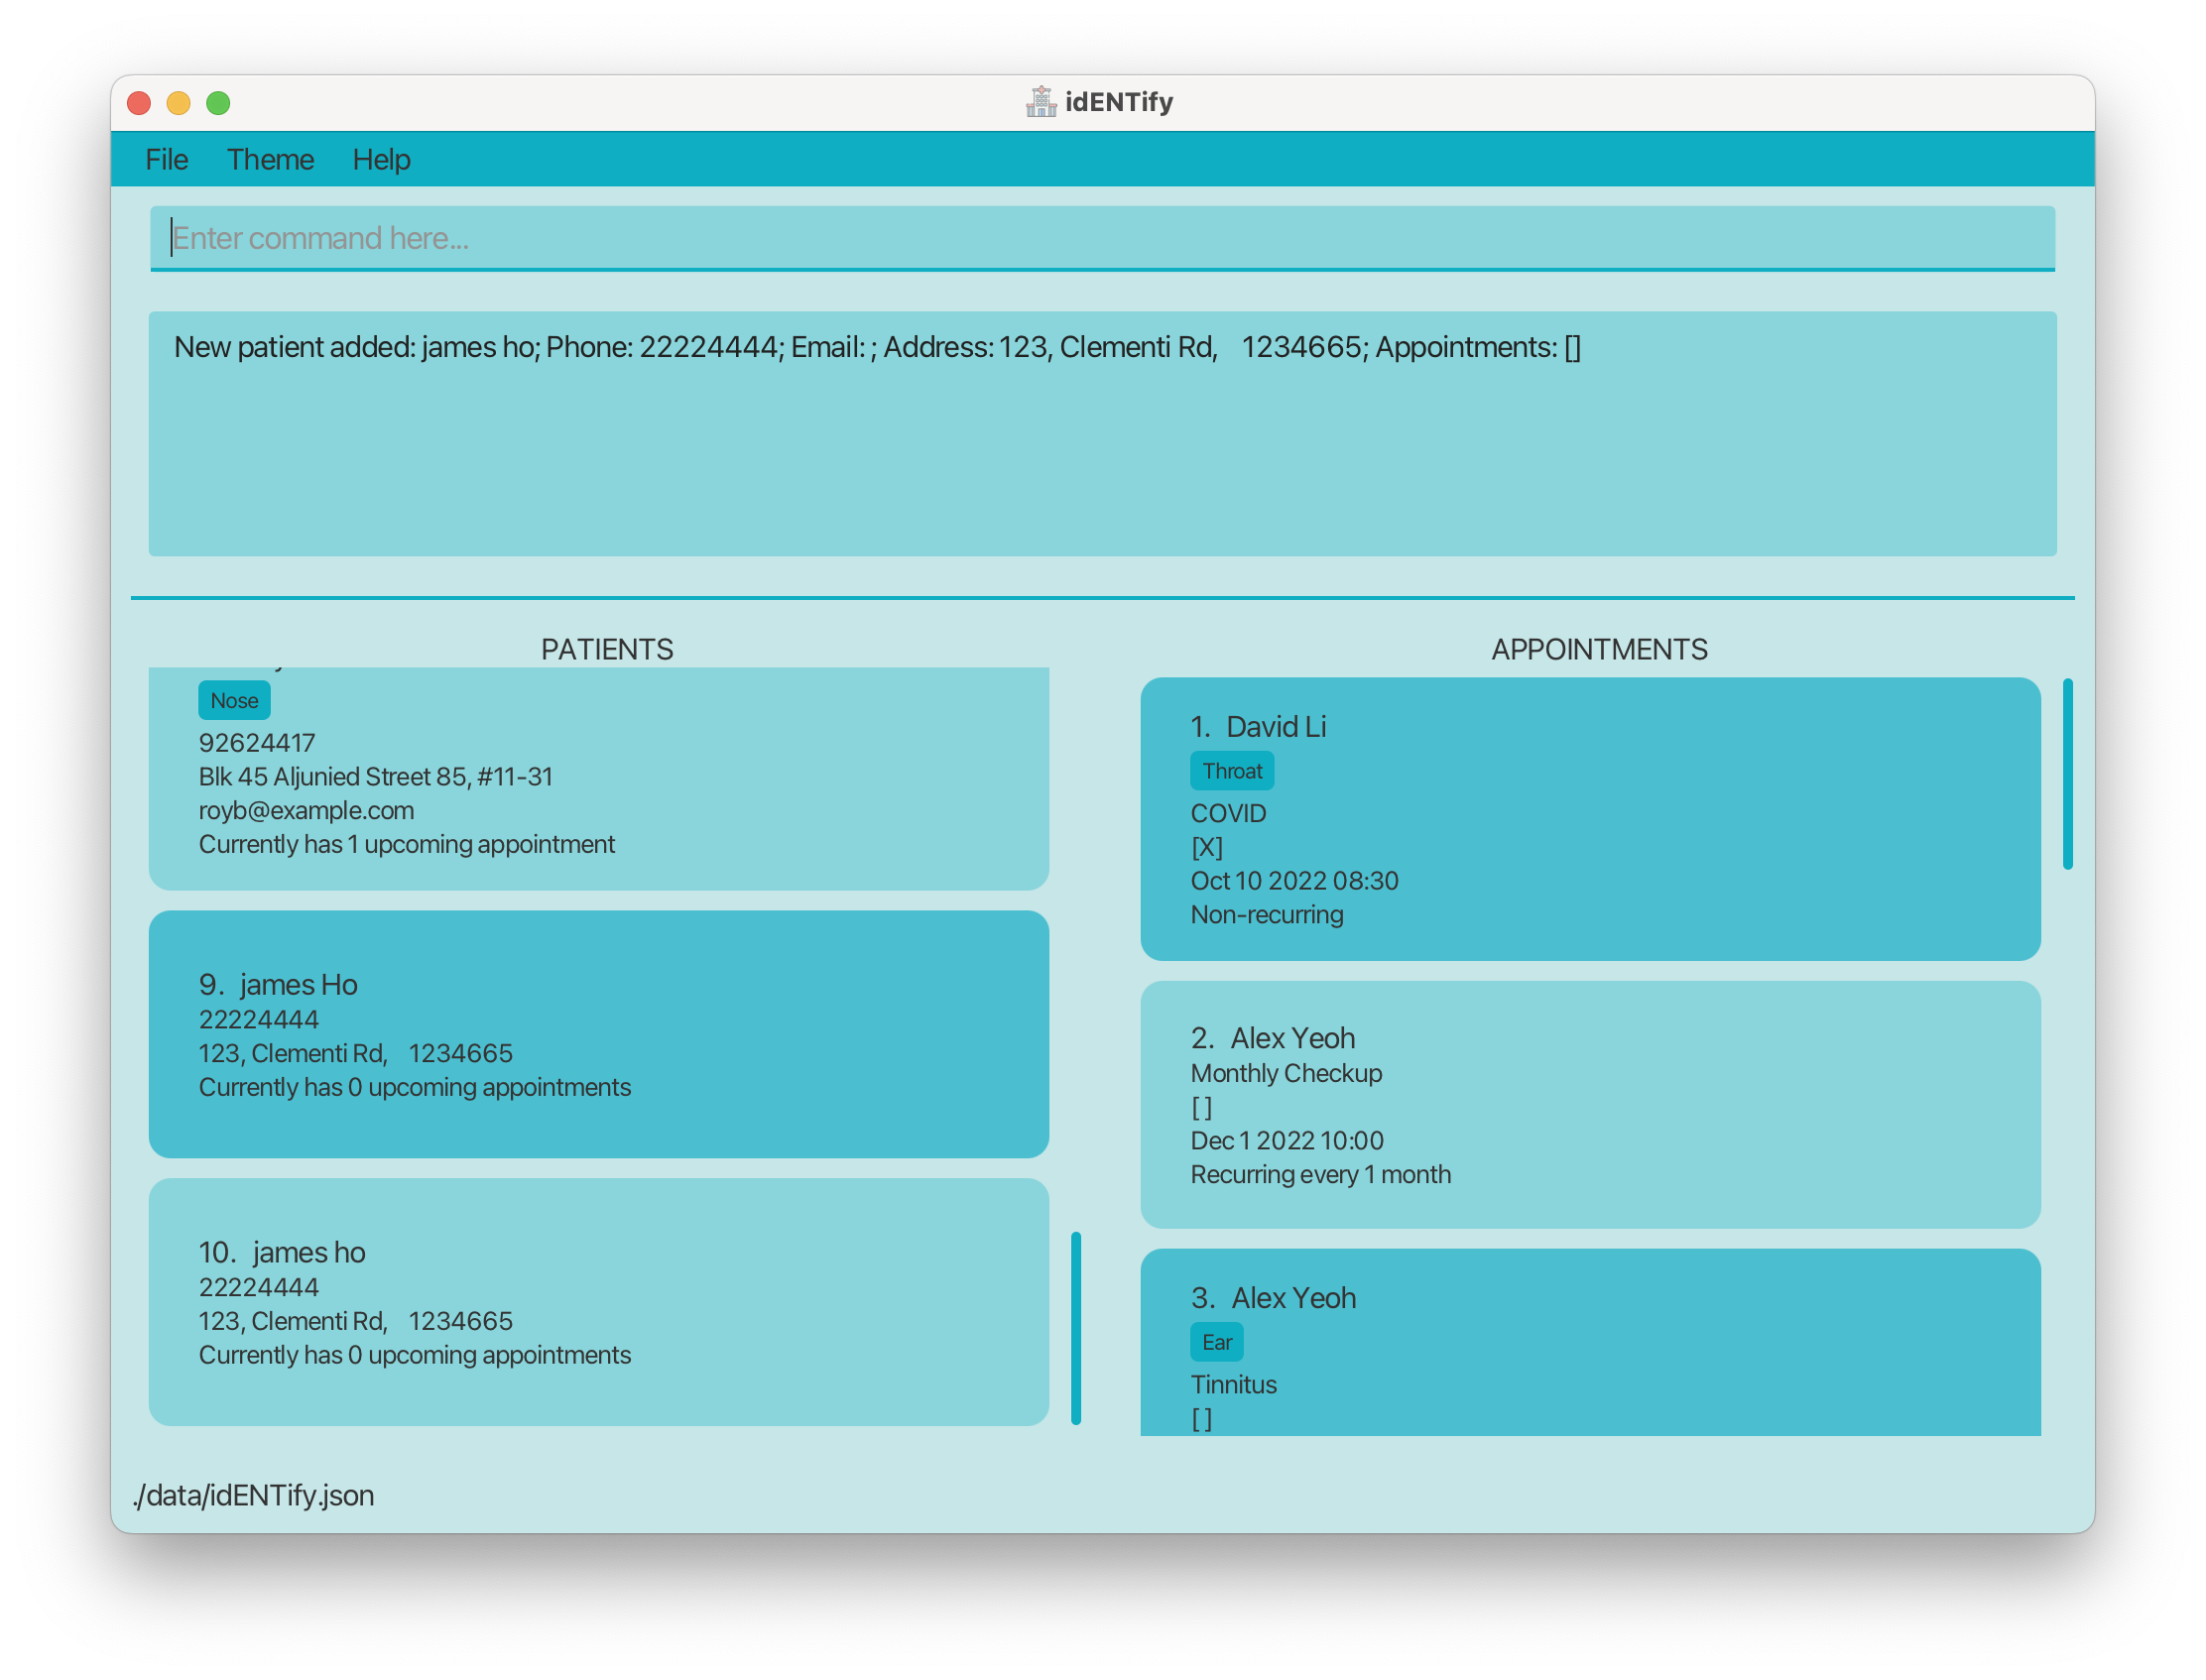 idENTify
File Theme Help
Enter command here...
New patient added: james ho; Phone: 22224444; Email: ; Address: 123, Clementi Rd,   1234665; Appointments: []
PATIENTS
Nose
92624417
Blk 45 Aljunied Street 85, #11-31
royb@example.com
Currently has 1 upcoming appointment
9. james Ho
22224444
123, Clementi Rd,   1234665
Currently has 0 upcoming appointments
10. james ho
22224444
123, Clementi Rd,   1234665
Currently has 0 upcoming appointments
APPOINTMENTS
1. David Li
Throat
COVID
[X]
Oct 10 2022 08:30
Non-recurring
2. Alex Yeoh
Monthly Checkup
[ ]
Dec 1 2022 10:00
Recurring every 1 month
3. Alex Yeoh
Ear
Tinnitus
[ ]
./data/idENTify.json